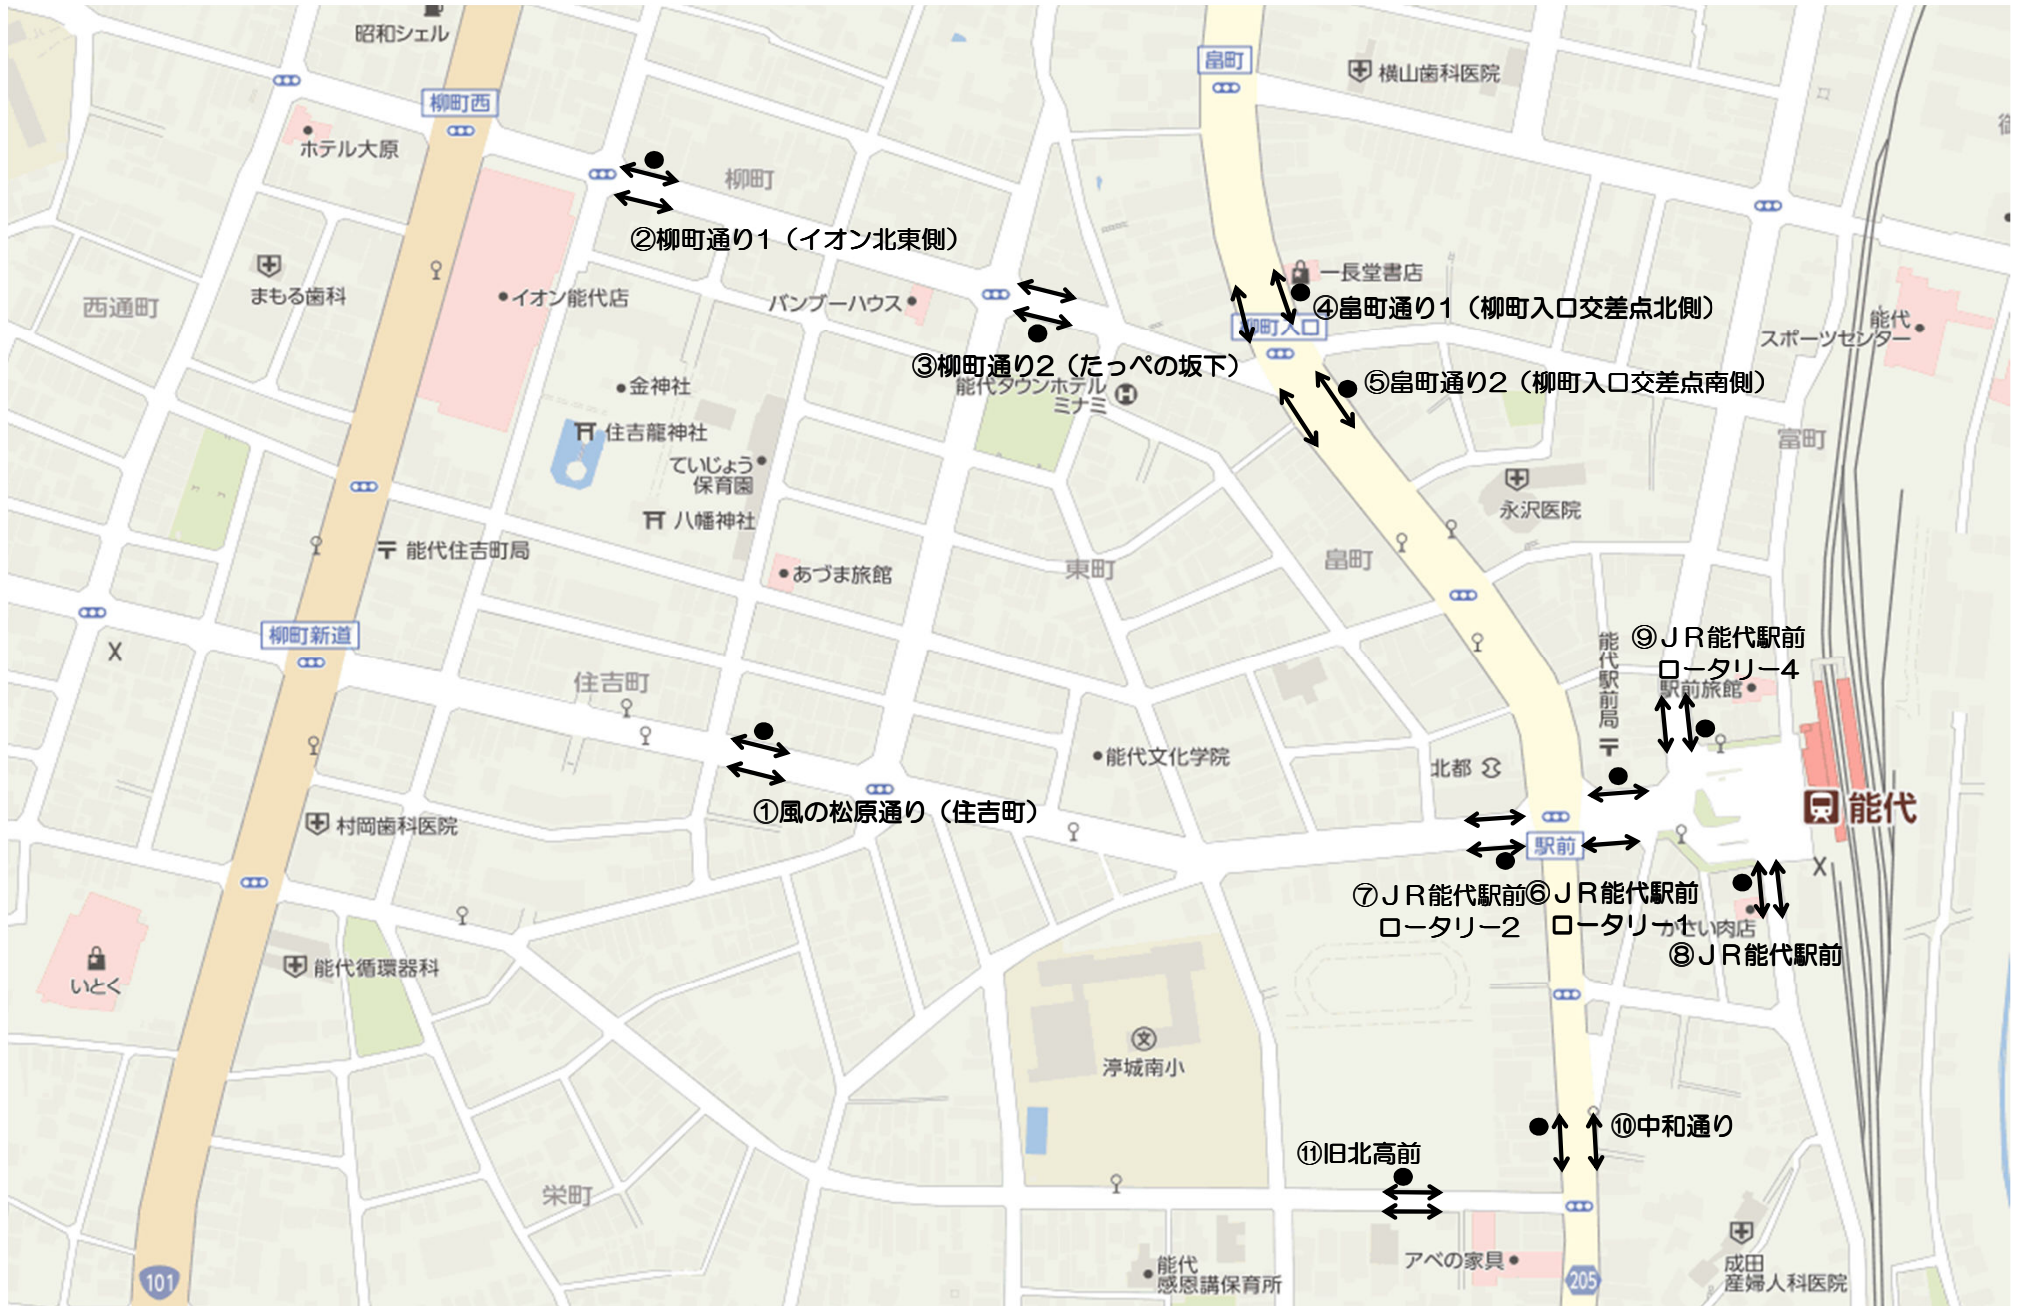 昭和シェル
畠町
横山歯科医院
柳町西
ホテル大原
柳町
②柳町通り1（イオン北東側）
まもる歯科
西通町
イオン能代店
バンブーハウス
一長堂書店
④畠町通り1（柳町入口交差点北側）
柳町入口
能代
スポーツセンター
③柳町通り2（たっぺの坂下）
能代タウンホテル
ミナミ
⑤畠町通り2（柳町入口交差点南側）
金神社
住吉龍神社
ていじょう
保育園
富町
永沢医院
八幡神社
能代住吉町局
あづま旅館
東町
畠町
柳町新道
住吉町
能代駅前局
⑨ＪＲ能代駅前
ロータリー4
駅前旅館
能代文化学院
北都
①風の松原通り（住吉町）
能代
村岡歯科医院
駅前
⑦ＪＲ能代駅前
ロータリー2
⑥ＪＲ能代駅前
ロータリー1
かさい肉店
⑧ＪＲ能代駅前
いとく
能代循環器科
文
渟城南小
⑩中和通り
⑪旧北高前
栄町
アベの家具
能代
感恩講保育所
成田
産婦人科医院
101
205